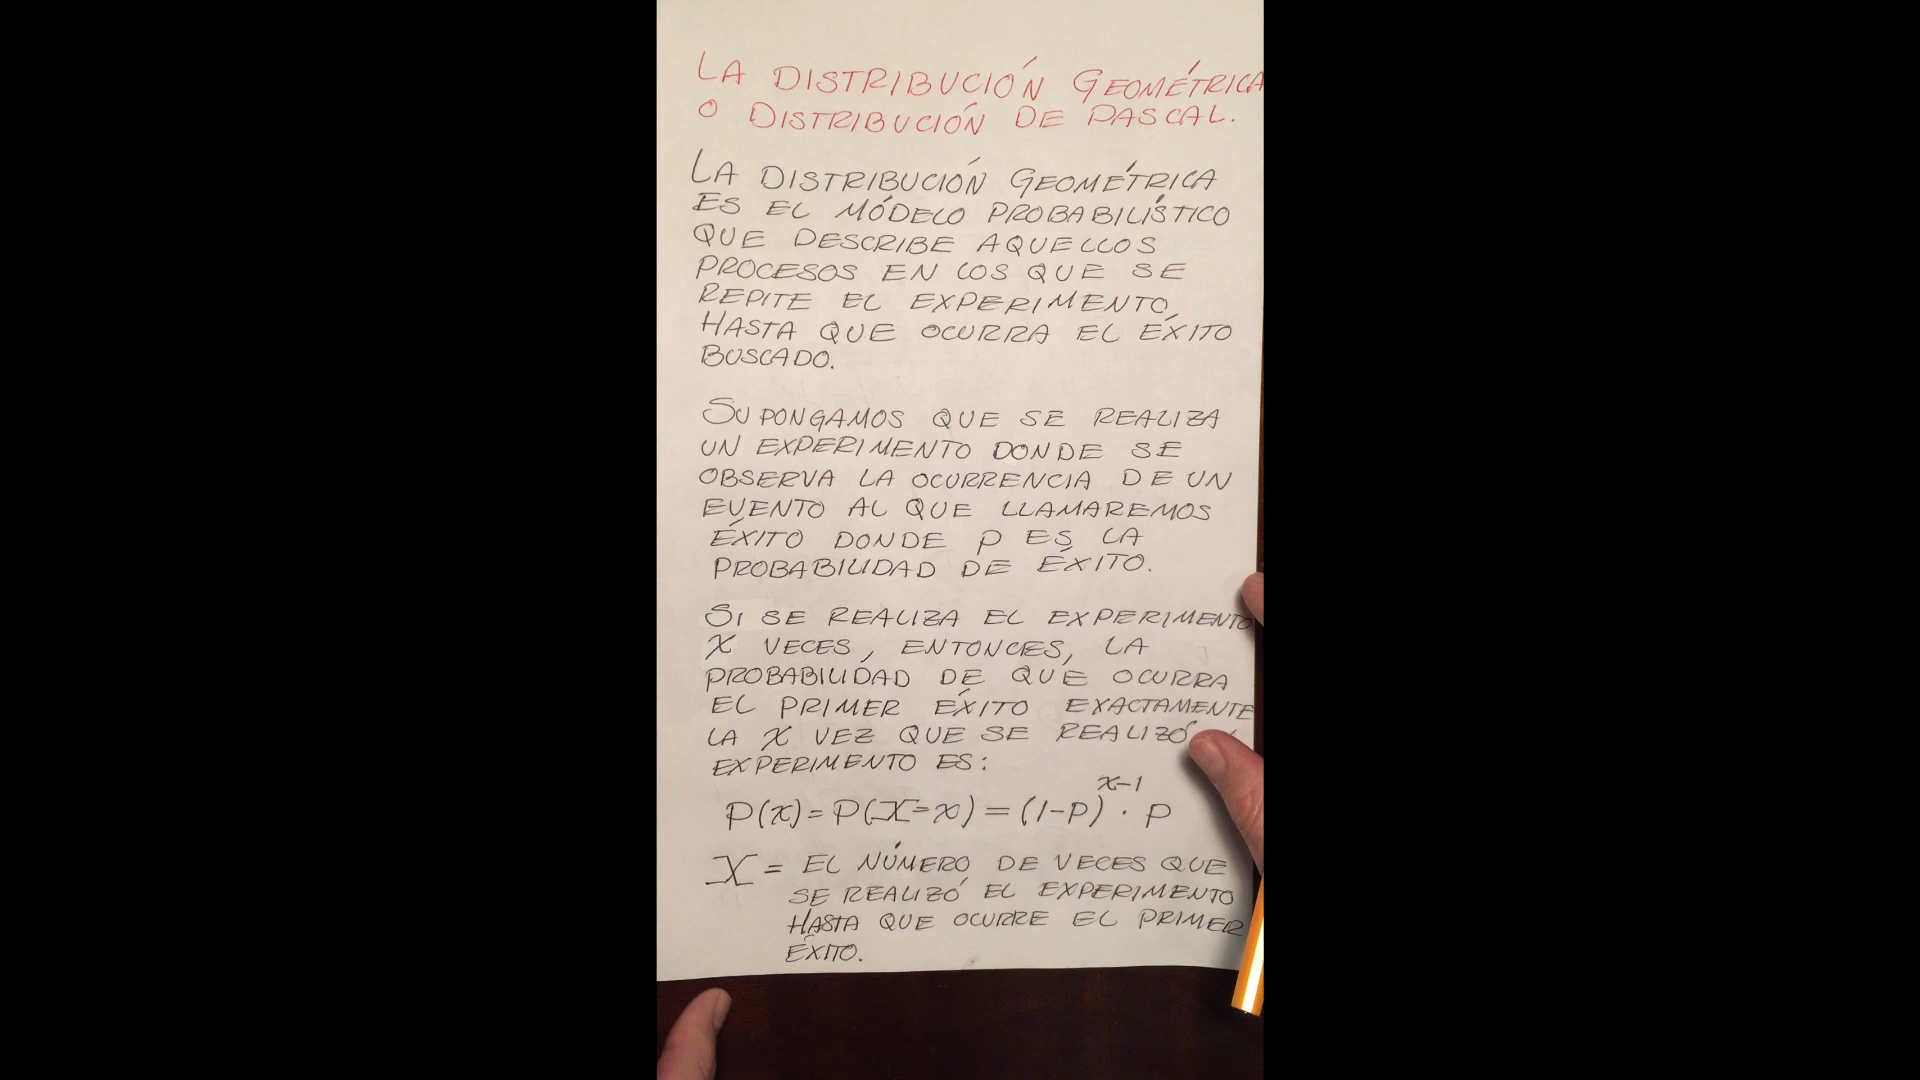 LA DISTRIBUCIÓN GEOMÉTRICA
O DISTRIBUCIÓN DE PASCAL.
LA DISTRIBUCIÓN GEOMÉTRICA
ES EL MÓDELO PROBABILÍSTICO
QUE DESCRIBE AQUELLOS
PROCESOS EN LOS QUE SE
REPITE EL EXPERIMENTO
HASTA QUE OCURRA EL ÉXITO
BUSCADO.
SUPONGAMOS QUE SE REALIZA
UN EXPERIMENTO DONDE SE
OBSERVA LA OCURRENCIA DE UN
EVENTO AL QUE LLAMAREMOS
ÉXITO DONDE P ES LA
PROBABILIDAD DE ÉXITO.
SI SE REALIZA EL EXPERIMENTO
X VECES, ENTONCES, LA
PROBABILIDAD DE QUE OCURRA
EL PRIMER ÉXITO EXACTAMENTE
LA X VEZ QUE SE REALIZÓ
EXPERIMENTO ES:
P(x) = P(X=x) = (1-P)^{x-1} · P
X = EL NÚMERO DE VECES QUE
SE REALIZÓ EL EXPERIMENTO
HASTA QUE OCURRE EL PRIMER
ÉXITO.